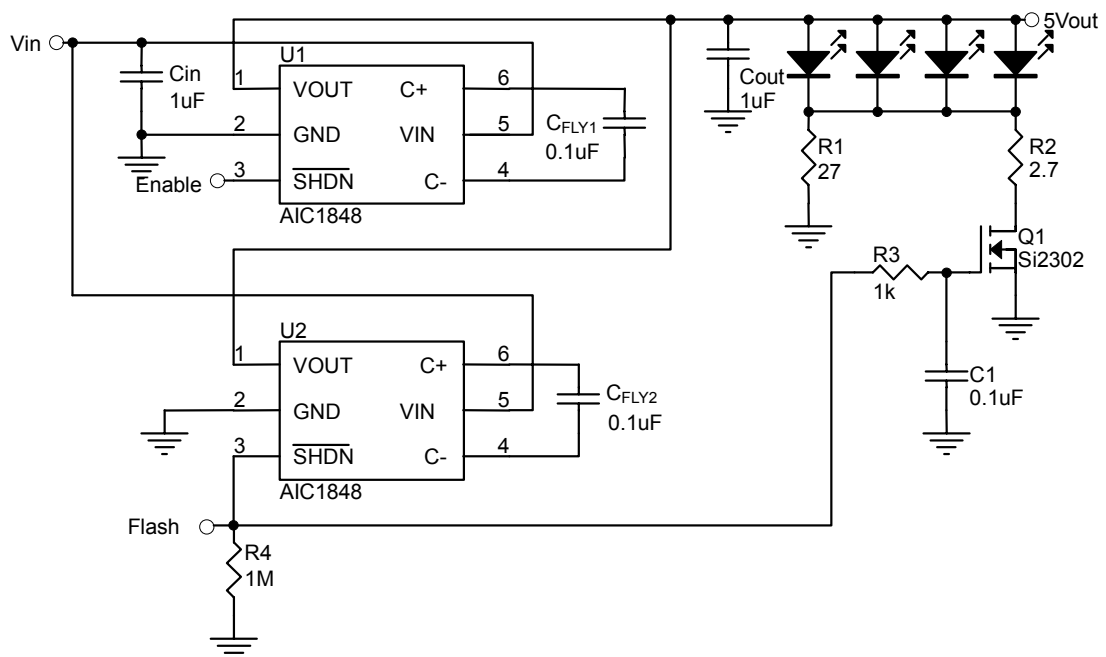 Vin
Cin
1uF
U1
1
VOUT
C+
6
2
GND
VIN
5
3
SHDN
C-
4
AIC1848
Enable
CFLY1
0.1uF
Cout
1uF
5Vout
R1
27
R2
2.7
Q1
Si2302
R3
1k
C1
0.1uF
U2
1
VOUT
C+
6
2
GND
VIN
5
3
SHDN
C-
4
AIC1848
CFLY2
0.1uF
Flash
R4
1M